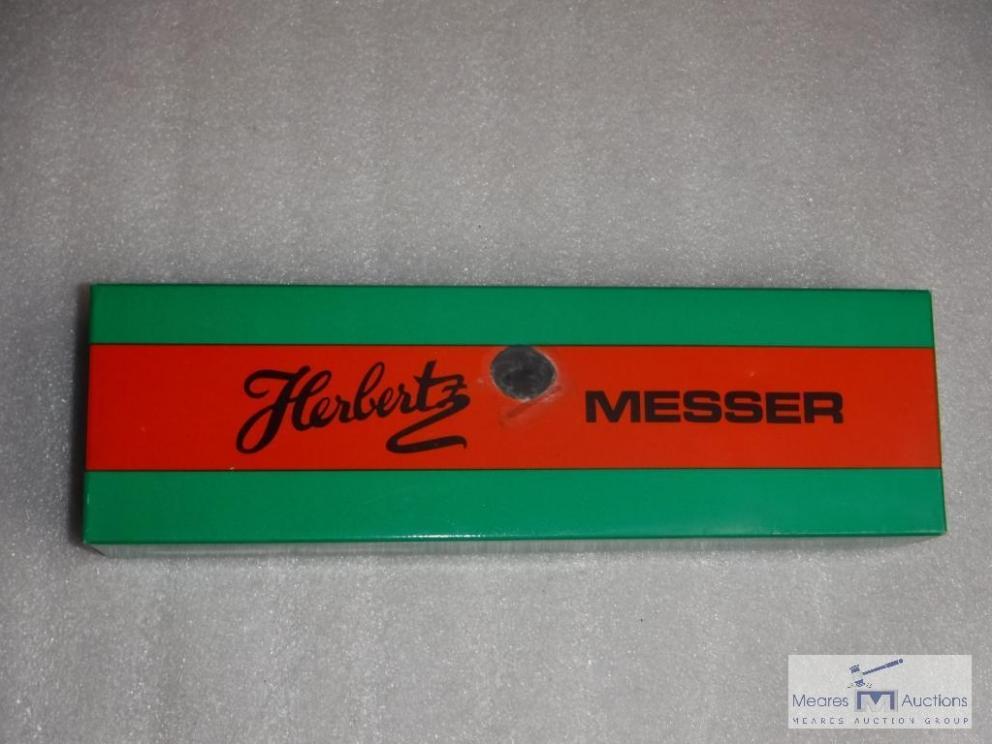 Herbertz MESSER
Meares M Auctions
MEARES AUCTION GROUP